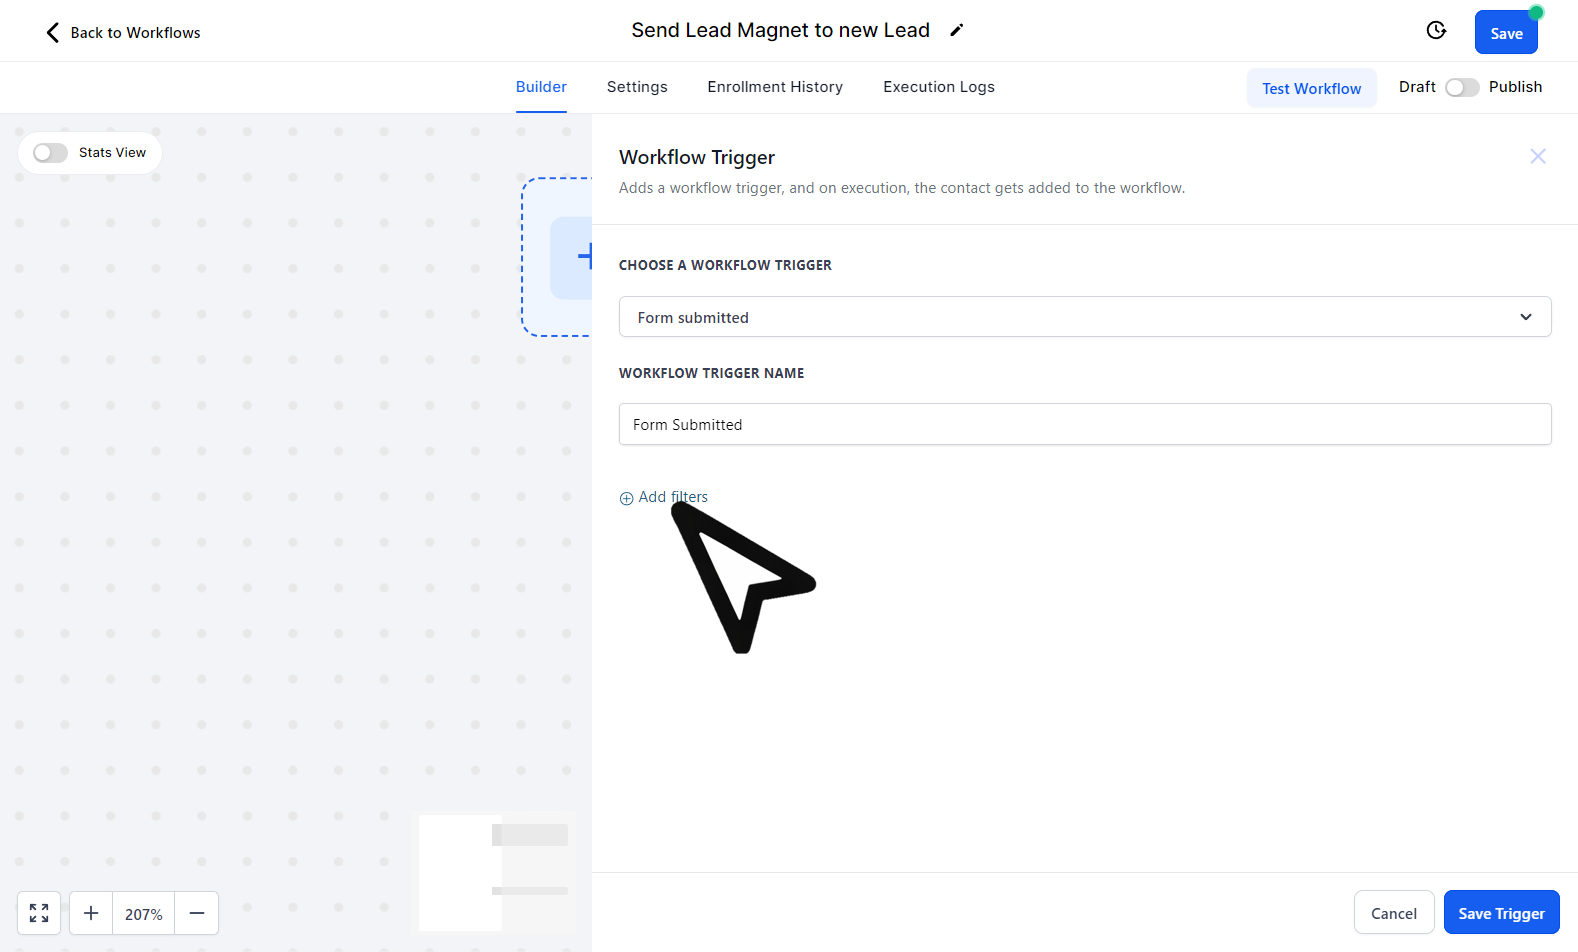 Back to Workflows
Send Lead Magnet to new Lead
Save
Builder
Settings
Enrollment History
Execution Logs
Test Workflow
Draft
Publish
Stats View
Workflow Trigger
Adds a workflow trigger, and on execution, the contact gets added to the workflow.
CHOOSE A WORKFLOW TRIGGER
Form submitted
WORKFLOW TRIGGER NAME
Form Submitted
Add filters
207%
Cancel
Save Trigger